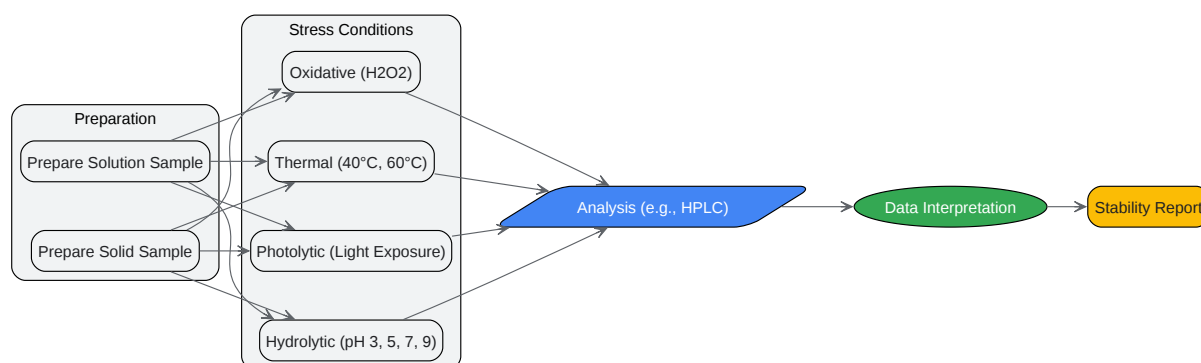 Stress Conditions
Oxidative (H2O2)
Preparation
Prepare Solution Sample
Thermal (40°C, 60°C)
Analysis (e.g., HPLC)
Data Interpretation
Stability Report
Prepare Solid Sample
Photolytic (Light Exposure)
Hydrolytic (pH 3, 5, 7, 9)